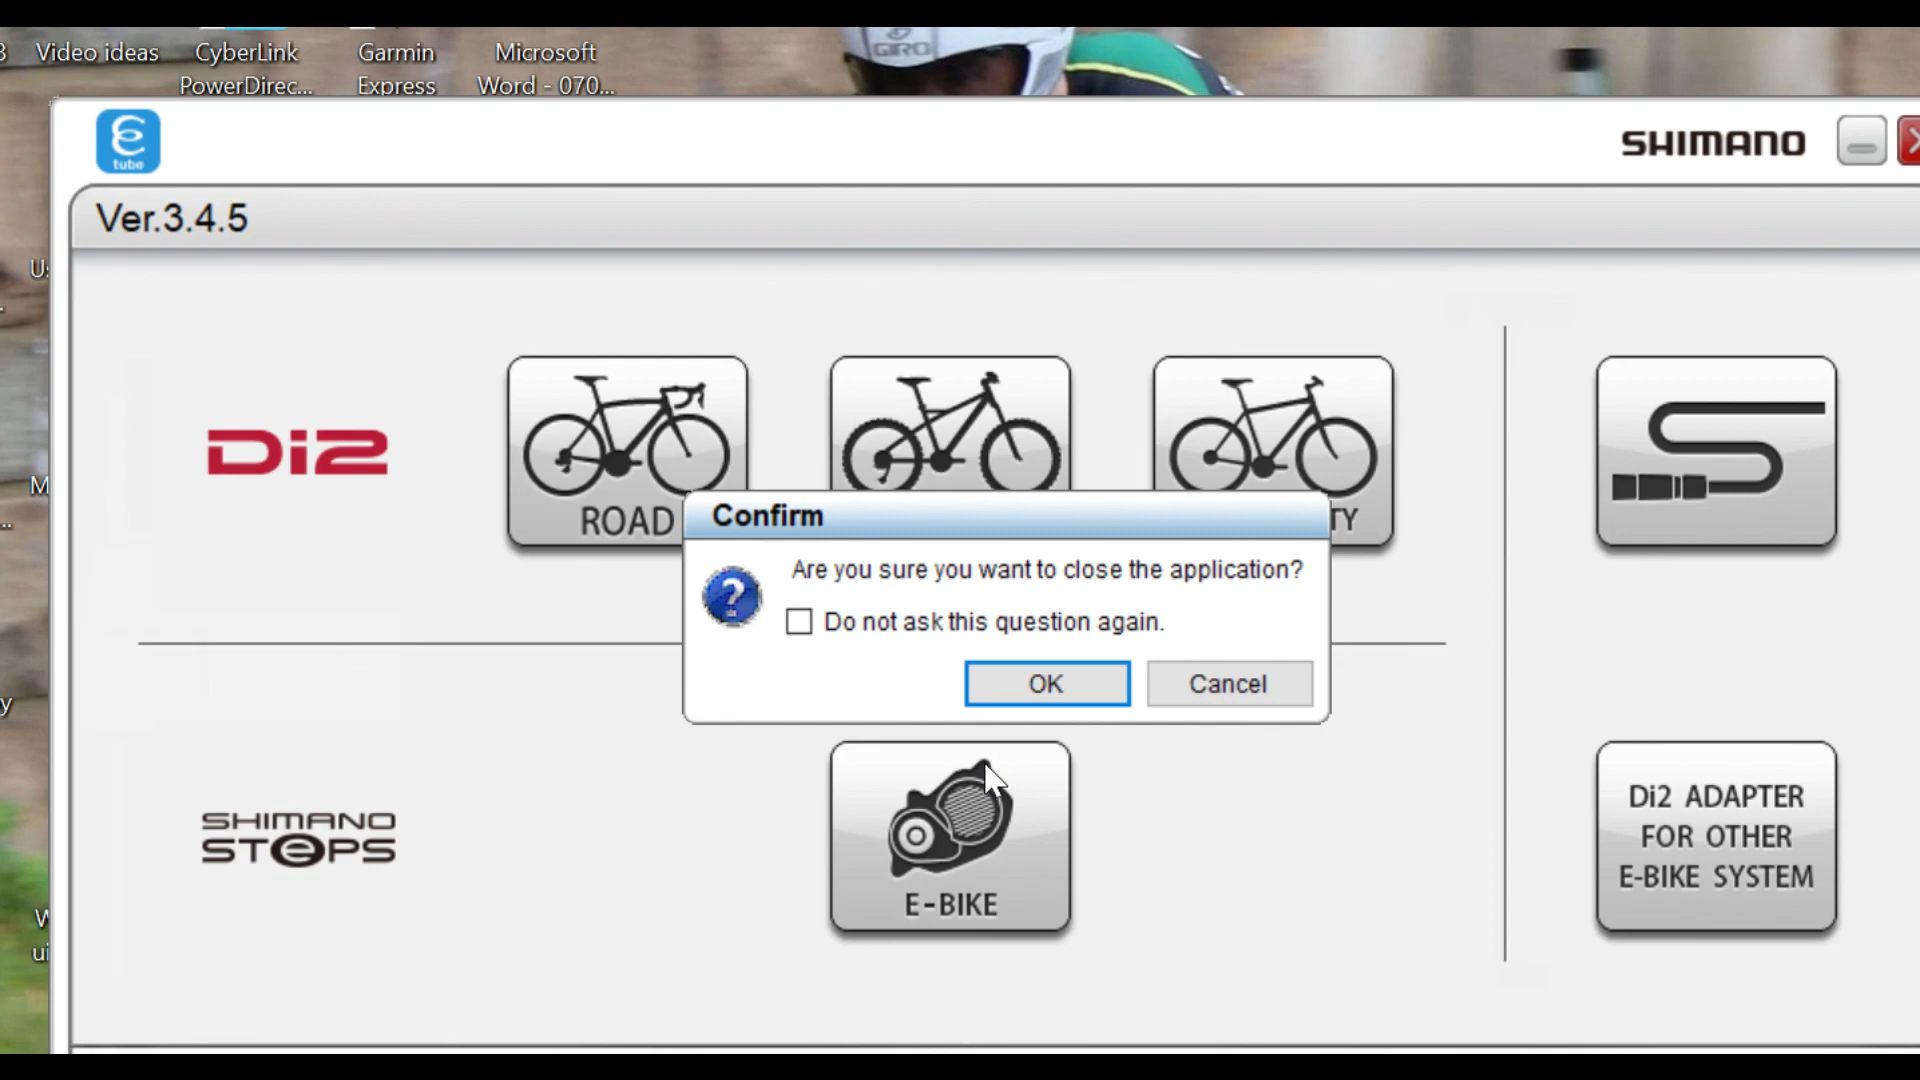 Video ideas
CyberLink
PowerDirec...
Garmin
Express
Microsoft
Word - 070...
GIRO
tube
SHIMANO
Ver.3.4.5
Di2
ROAD
Confirm
Are you sure you want to close the application?
Do not ask this question again.
OK
Cancel
SHIMANO
STEPS
E-BIKE
Di2 ADAPTER
FOR OTHER
E-BIKE SYSTEM